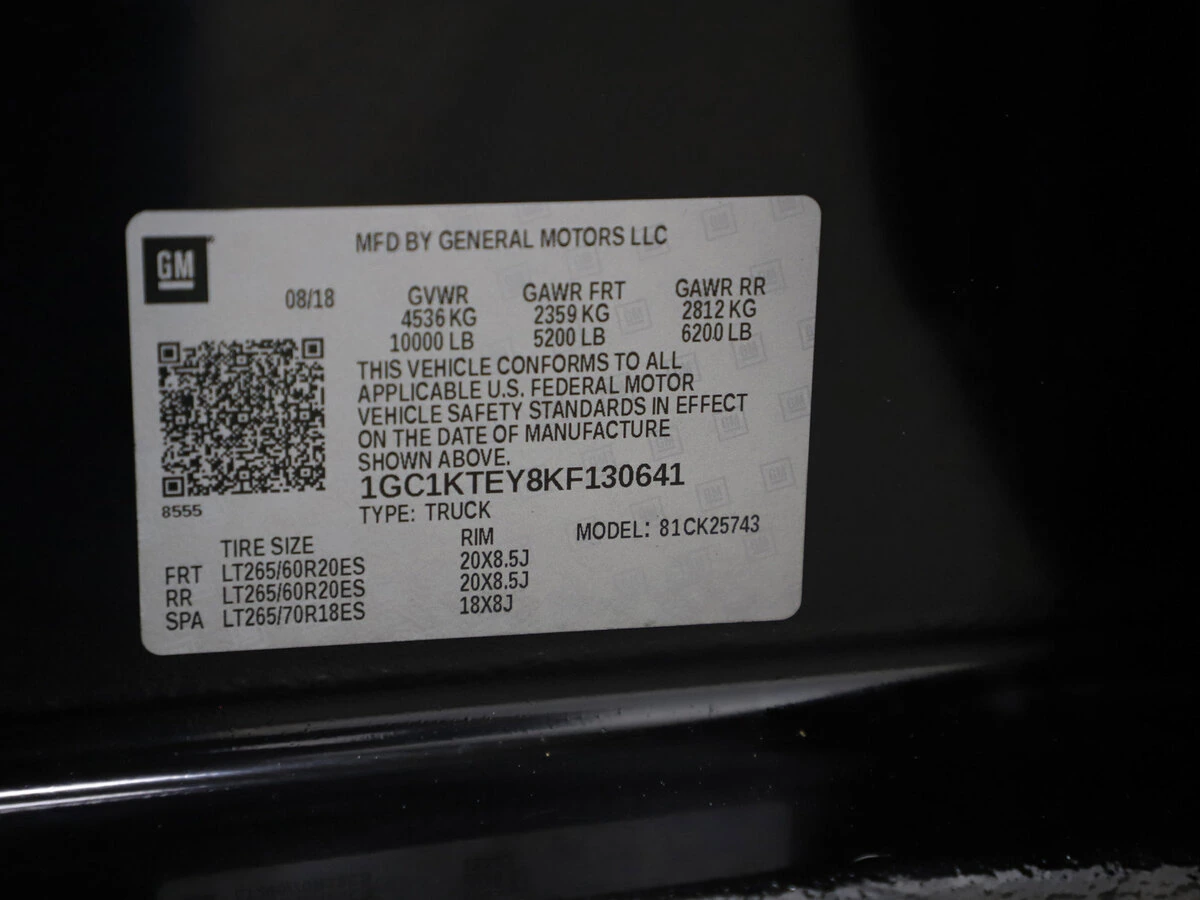 GM
MFD BY GENERAL MOTORS LLC
08/18 GVWR GAWR FRT GAWR RR
4536 KG 2359 KG 2812 KG
10000 LB 5200 LB 6200 LB
THIS VEHICLE CONFORMS TO ALL
APPLICABLE U.S. FEDERAL MOTOR
VEHICLE SAFETY STANDARDS IN EFFECT
ON THE DATE OF MANUFACTURE
SHOWN ABOVE.
1GC1KTEY8KF130641
8555
TYPE: TRUCK
MODEL: 81CK25743
TIRE SIZE RIM
FRT LT265/60R20ES 20X8.5J
RR LT265/60R20ES 20X8.5J
SPA LT265/70R18ES 18X8J